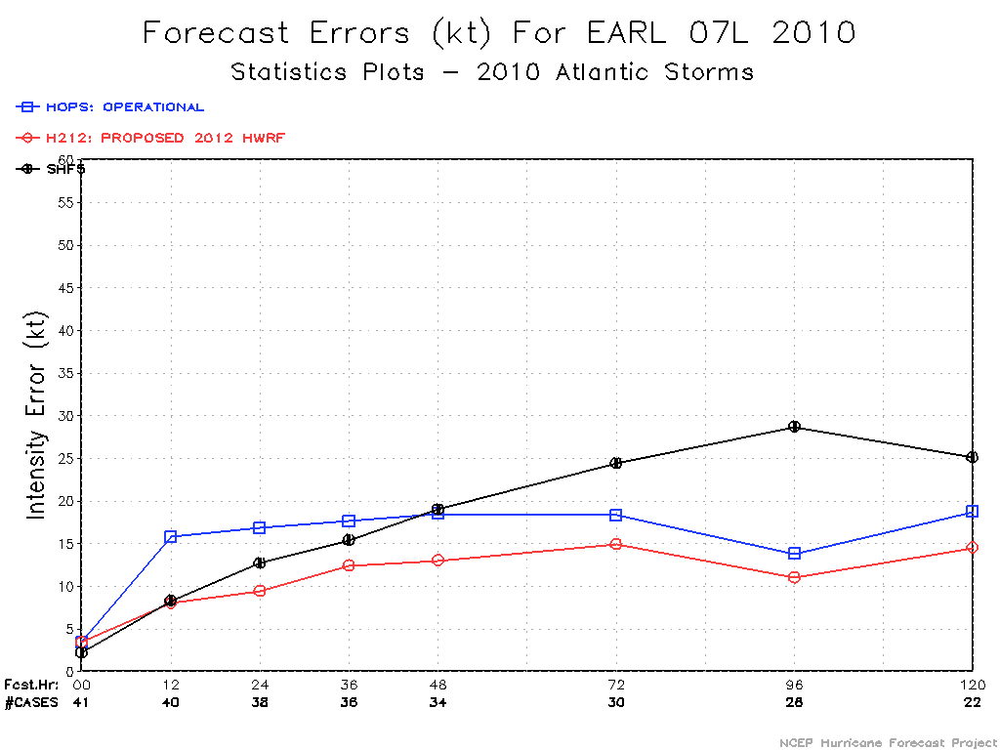 Forecast Errors (kt) For EARL 07L 2010
Statistics Plots - 2010 Atlantic Storms
HOPS: OPERATIONAL
H212: PROPOSED 2012 HWRF
SHF5
Intensity Error (kt)
60
55
50
45
40
35
30
25
20
15
10
5
0
Fcst.Hr: 00 12 24 36 48 72 96 120
#CASES 41 40 38 36 34 30 26 22
NCEP Hurricane Forecast Project